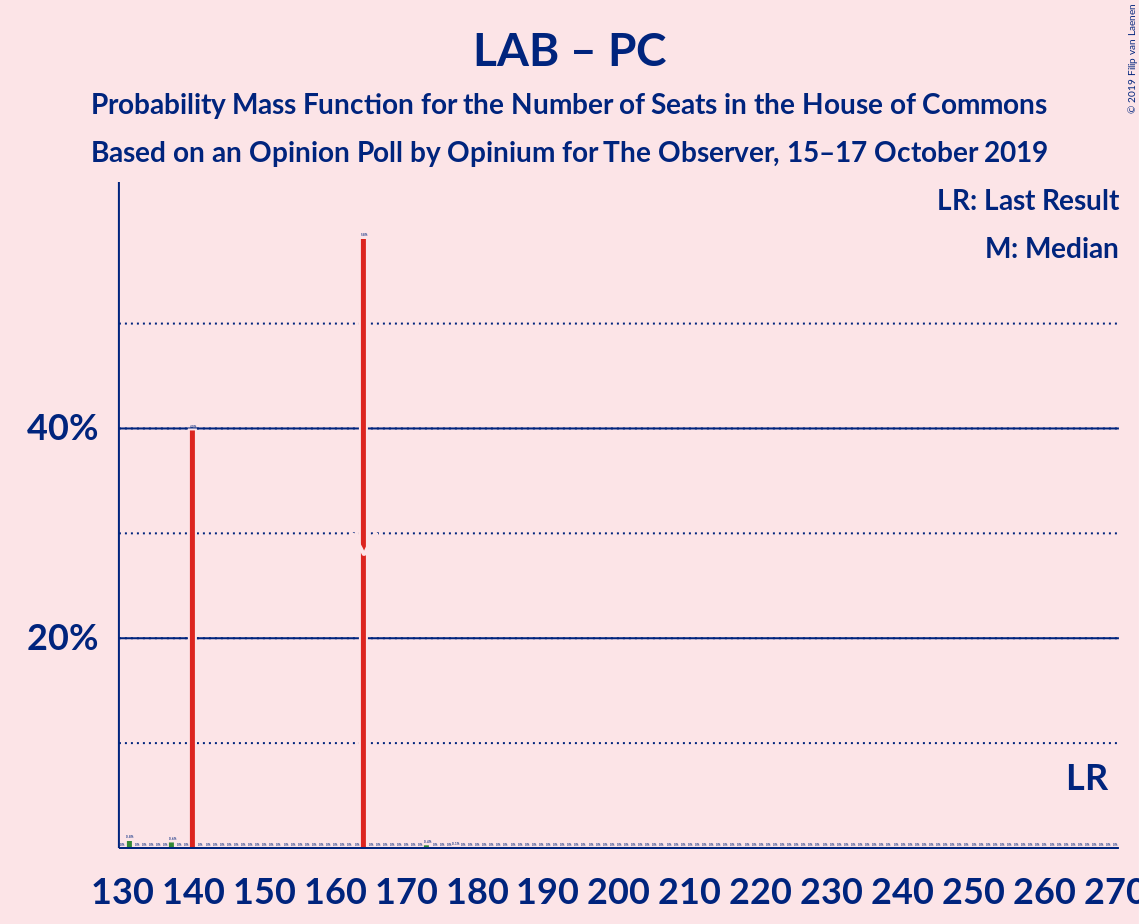 LAB – PC
Probability Mass Function for the Number of Seats in the House of Commons
Based on an Opinion Poll by Opinium for The Observer, 15–17 October 2019
© 2019 Filip van Laenen
LR: Last Result
M: Median
40%
20%
LR
130 140 150 160 170 180 190 200 210 220 230 240 250 260 270